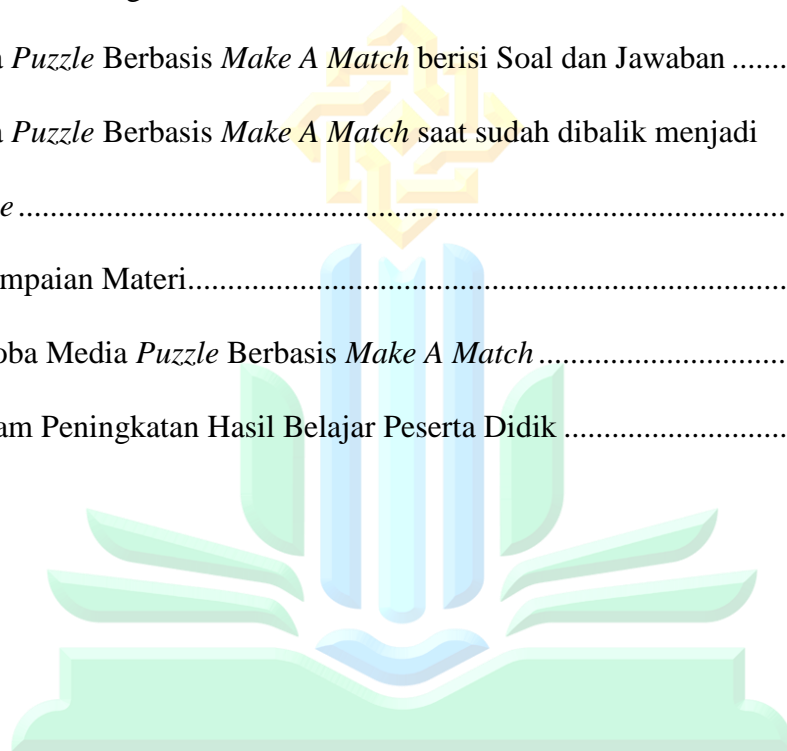 a Puzzle Berbasis Make A Match berisi Soal dan Jawaban .......
a Puzzle Berbasis Make A Match saat sudah dibalik menjadi
e ...............................................................................................
mpaian Materi..........................................................................
oba Media Puzzle Berbasis Make A Match ..............................
am Peningkatan Hasil Belajar Peserta Didik ...........................